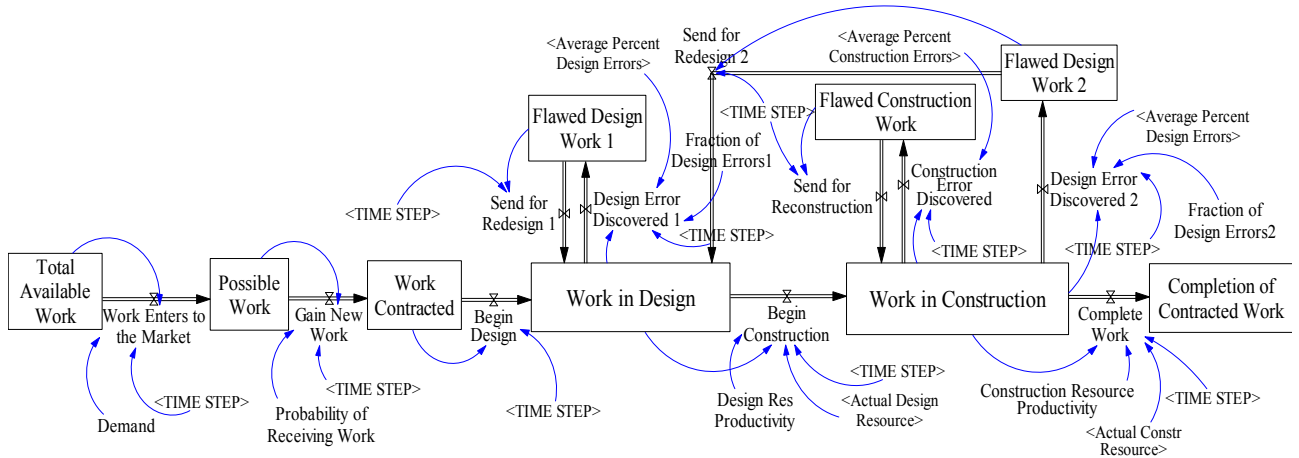 Send for
Redesign 2
<Average Percent
Construction Errors>
<Average Percent
Design Errors>
Flawed Design
Work 2
Flawed Design
Work 1
<TIME STEP>
Flawed Construction
Work
<Average Percent
Design Errors>
Fraction of
Design Errors1
Construction
Error
Discovered
Send for
Reconstruction
Design Error
Discovered 2
<TIME STEP>
Send for
Redesign 1
Design Error
Discovered 1
Fraction of
Design Errors2
<TIME STEP>
<TIME STEP>
<TIME STEP>
Total
Available
Work
Possible
Work
Work
Contracted
Work in Design
Work in Construction
Completion of
Contracted Work
Work Enters to
the Market
Gain New
Work
Begin
Design
Begin
Construction
Complete
Work
<TIME STEP>
<TIME STEP>
<TIME STEP>
<TIME STEP>
<TIME STEP>
Demand
Probability of
Receiving Work
Design Res
Productivity
<Actual Design
Resource>
Construction Resource
Productivity
<Actual Constr
Resource>